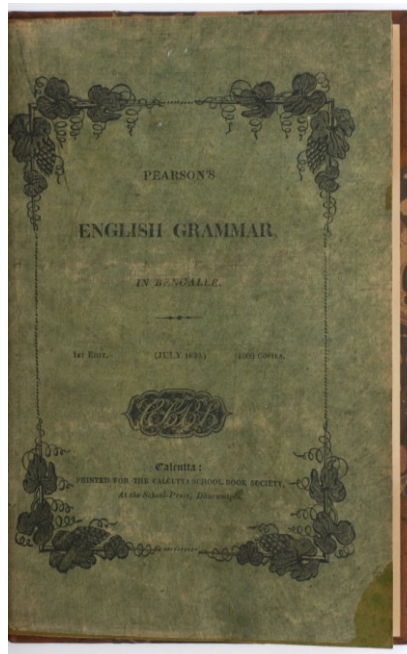 PEARSON'S
ENGLISH GRAMMAR,
IN BENGALLE.
1st Edit. (JULY 1820.) COPIES.
Calcutta:
PRINTED FOR THE CALCUTTA SCHOOL BOOK SOCIETY,
At the School-Press,